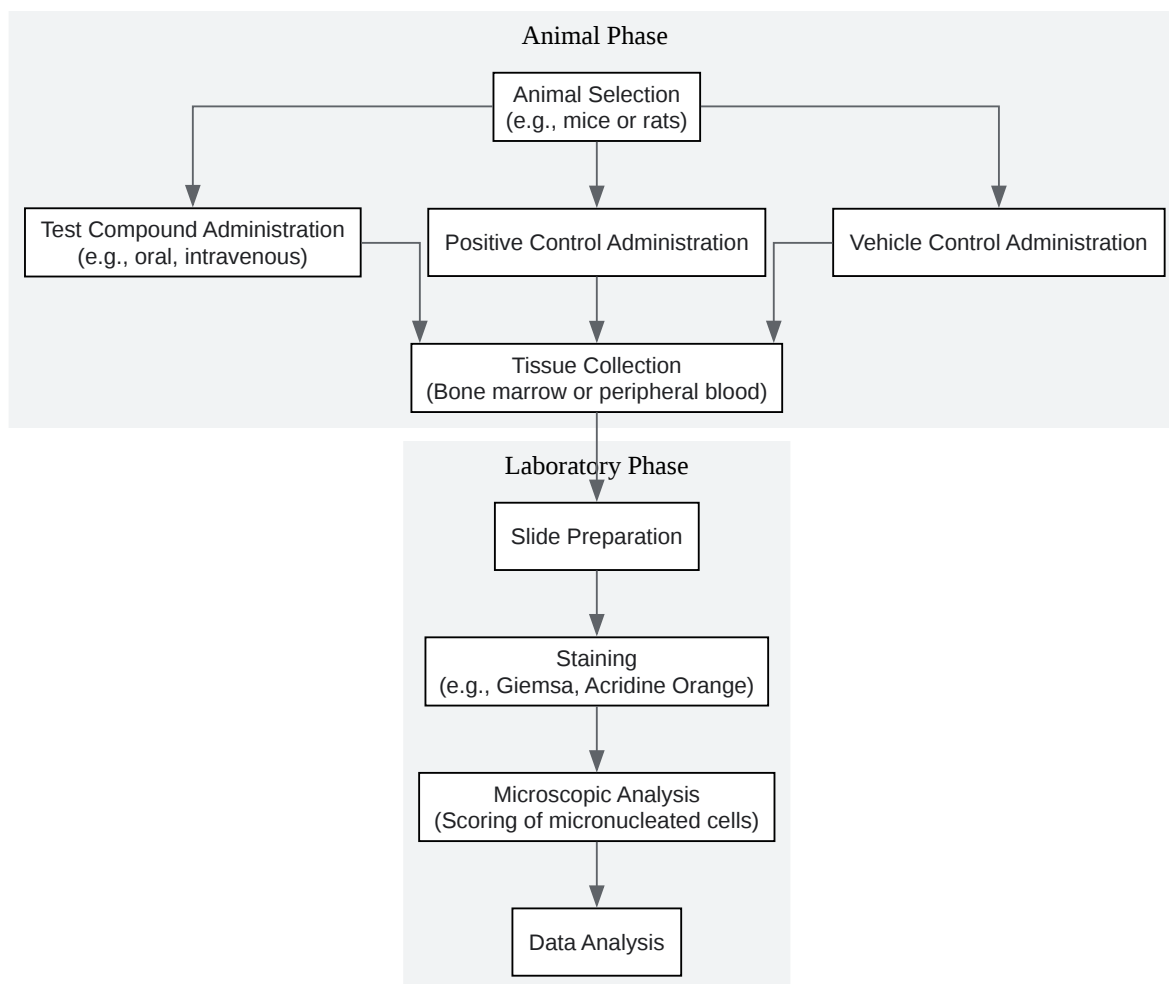 Animal Phase
Animal Selection
(e.g., mice or rats)
Test Compound Administration
(e.g., oral, intravenous)
Positive Control Administration
Vehicle Control Administration
Tissue Collection
(Bone marrow or peripheral blood)
Laboratory Phase
Slide Preparation
Staining
(e.g., Giemsa, Acridine Orange)
Microscopic Analysis
(Scoring of micronucleated cells)
Data Analysis